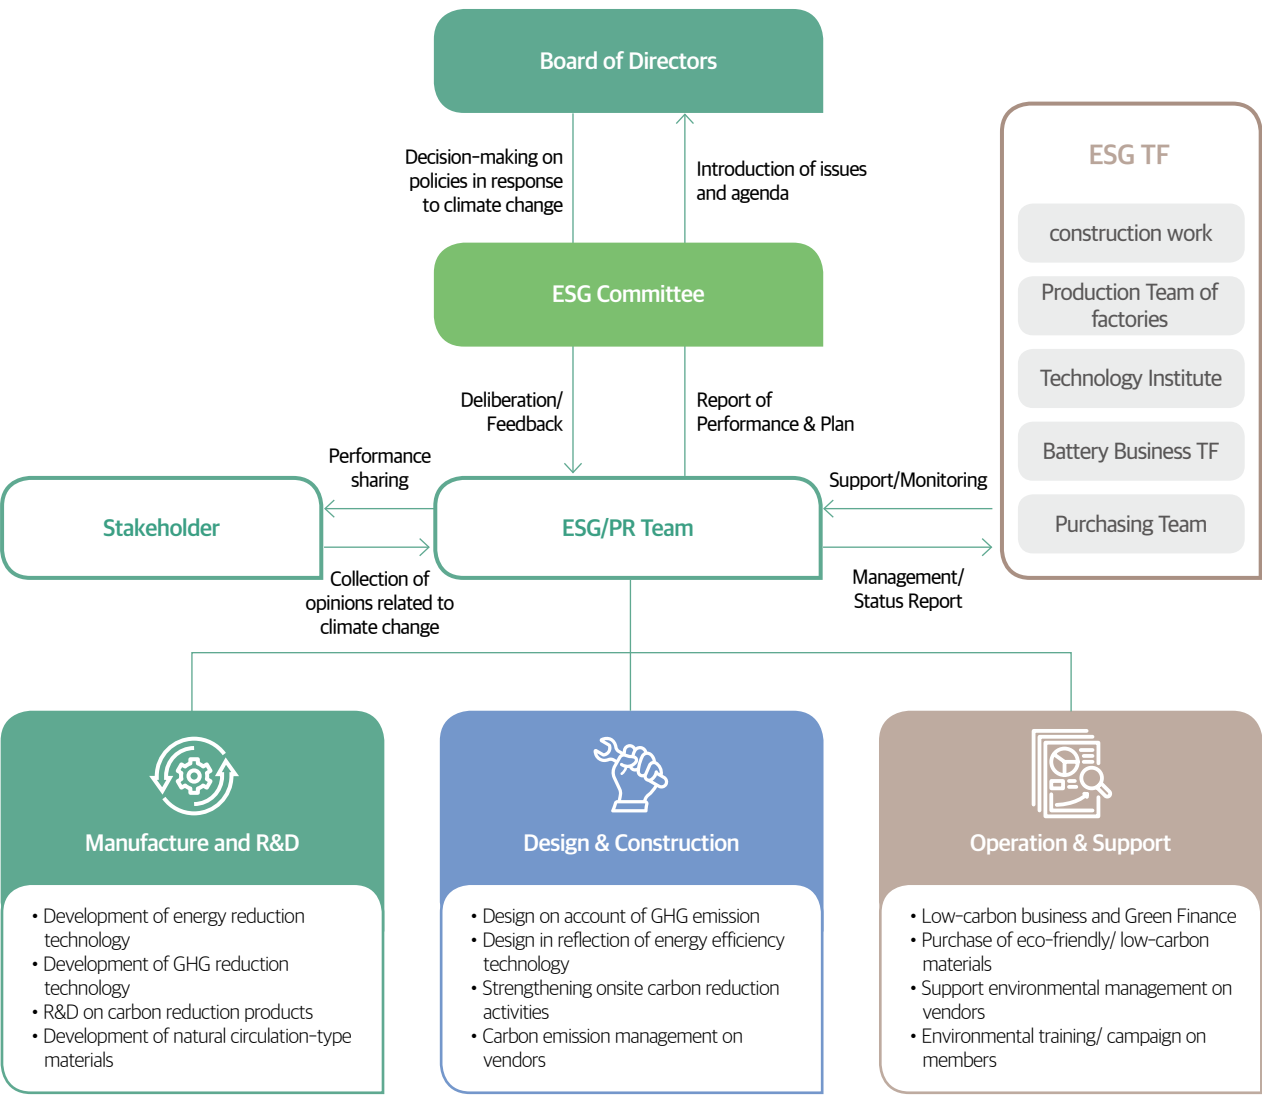 Board of Directors
Decision-making on
policies in response
to climate change
Introduction of issues
and agenda
ESG Committee
Deliberation/
Feedback
Report of
Performance & Plan
ESG TF
construction work
Production Team of
factories
Technology Institute
Battery Business TF
Purchasing Team
Stakeholder
Performance
sharing
Collection of
opinions related to
climate change
ESG/PR Team
Support/Monitoring
Management/
Status Report
Manufacture and R&D
• Development of energy reduction
technology
• Development of GHG reduction
technology
• R&D on carbon reduction products
• Development of natural circulation-type
materials
Design & Construction
• Design on account of GHG emission
• Design in reflection of energy efficiency
technology
• Strengthening onsite carbon reduction
activities
• Carbon emission management on
vendors
Operation & Support
• Low-carbon business and Green Finance
• Purchase of eco-friendly/ low-carbon
materials
• Support environmental management on
vendors
• Environmental training/ campaign on
members